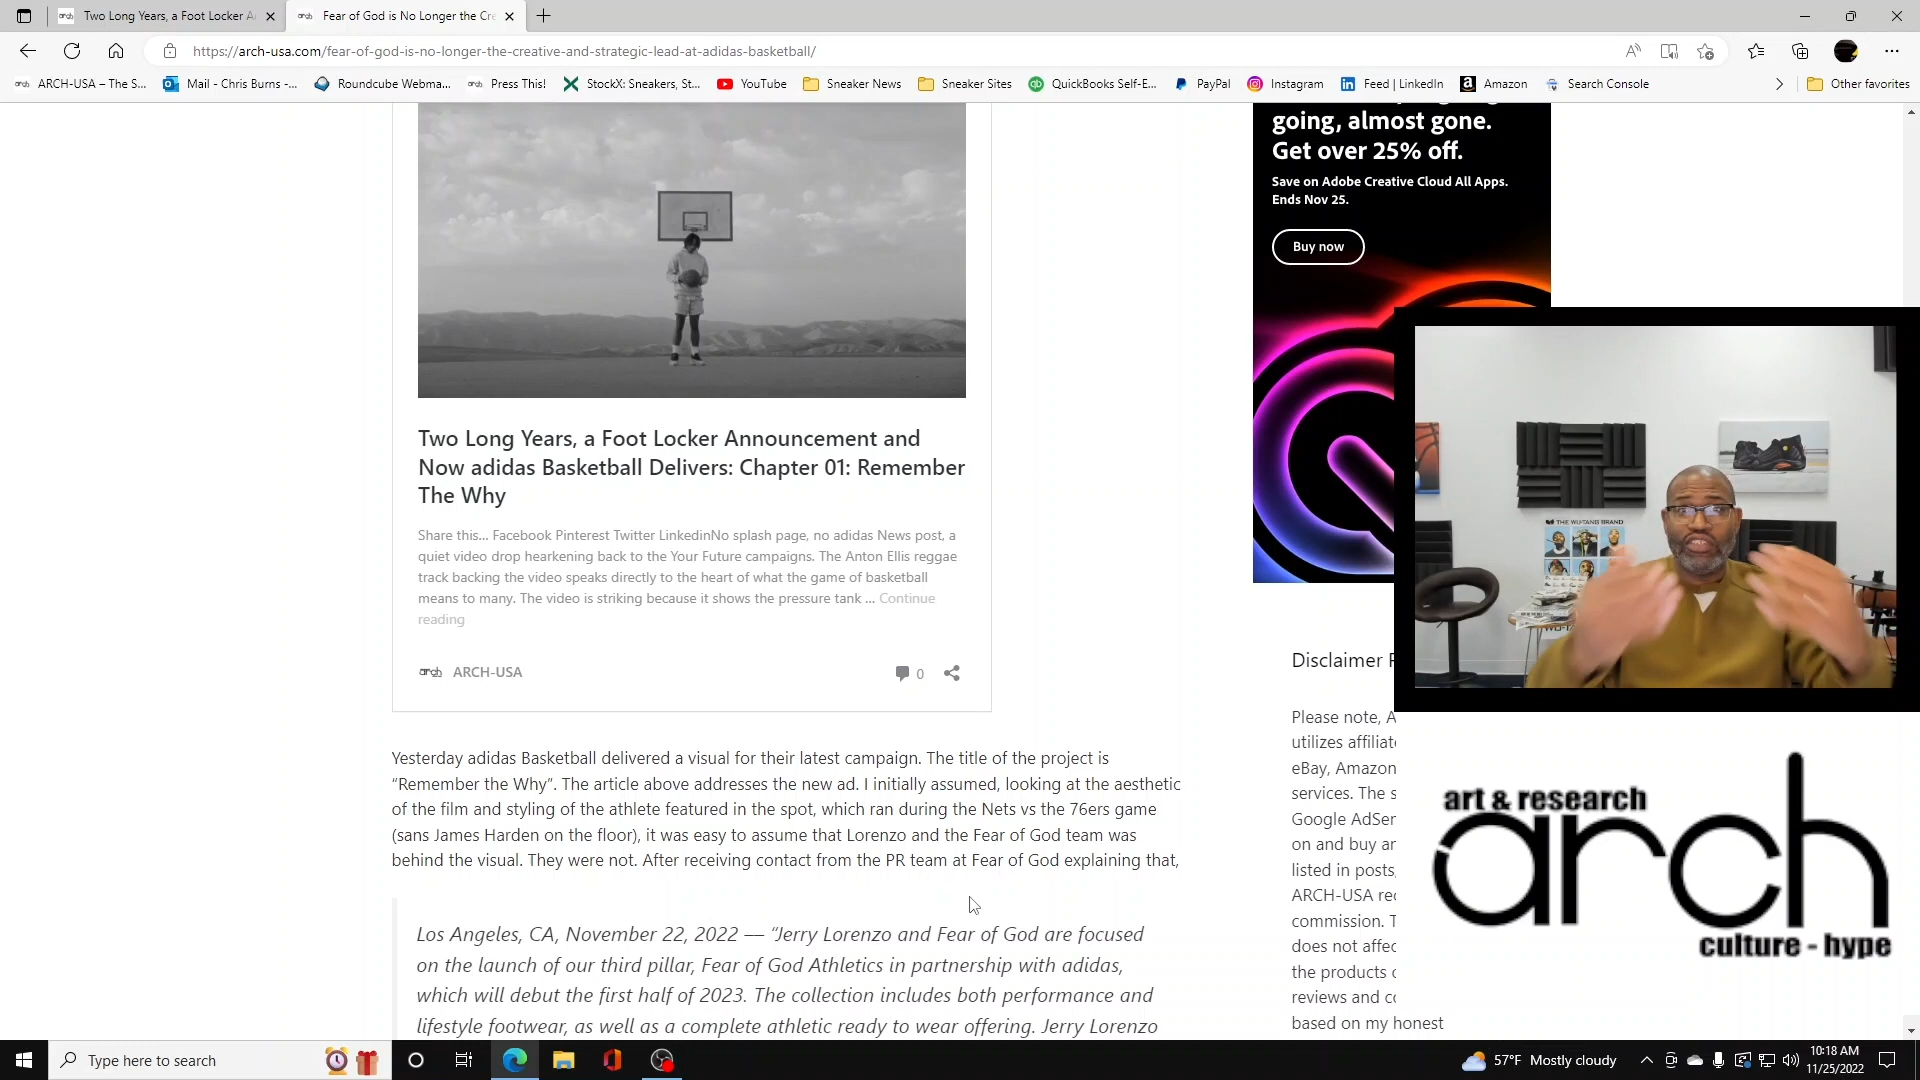 Two Long Years, a Foot Locker A
Fear of God is No Longer the Cre
https://arch-usa.com/fear-of-god-is-no-longer-the-creative-and-strategic-lead-at-adidas-basketball/
ARCH-USA – The S... Mail - Chris Burns -... Roundcube Webma... Press This! StockX: Sneakers, St... YouTube Sneaker News Sneaker Sites QuickBooks Self-E... PayPal Instagram Feed | LinkedIn Amazon Search Console Other favorites
going, almost gone.
Get over 25% off.
Save on Adobe Creative Cloud All Apps.
Ends Nov 25.
Buy now
Two Long Years, a Foot Locker Announcement and
Now adidas Basketball Delivers: Chapter 01: Remember
The Why
Share this... Facebook Pinterest Twitter LinkedinNo splash page, no adidas News post, a
quiet video drop hearkening back to the Your Future campaigns. The Anton Ellis reggae
track backing the video speaks directly to the heart of what the game of basketball
means to many. The video is striking because it shows the pressure tank ... Continue
reading
arch ARCH-USA 0
THE WU-TANG BRAND
Yesterday adidas Basketball delivered a visual for their latest campaign. The title of the project is
“Remember the Why”. The article above addresses the new ad. I initially assumed, looking at the aesthetic
of the film and styling of the athlete featured in the spot, which ran during the Nets vs the 76ers game
(sans James Harden on the floor), it was easy to assume that Lorenzo and the Fear of God team was
behind the visual. They were not. After receiving contact from the PR team at Fear of God explaining that,
Los Angeles, CA, November 22, 2022 –– “Jerry Lorenzo and Fear of God are focused
on the launch of our third pillar, Fear of God Athletics in partnership with adidas,
which will debut the first half of 2023. The collection includes both performance and
lifestyle footwear, as well as a complete athletic ready to wear offering. Jerry Lorenzo
Disclaimer
Please note, A
utilizes affiliat
eBay, Amazon
services. The s
Google AdSer
on and buy ar
listed in posts,
ARCH-USA rec
commission. T
does not affec
the products o
reviews and co
based on my honest
art & research
arch
culture - hype
Type here to search
57°F Mostly cloudy
10:18 AM
11/25/2022